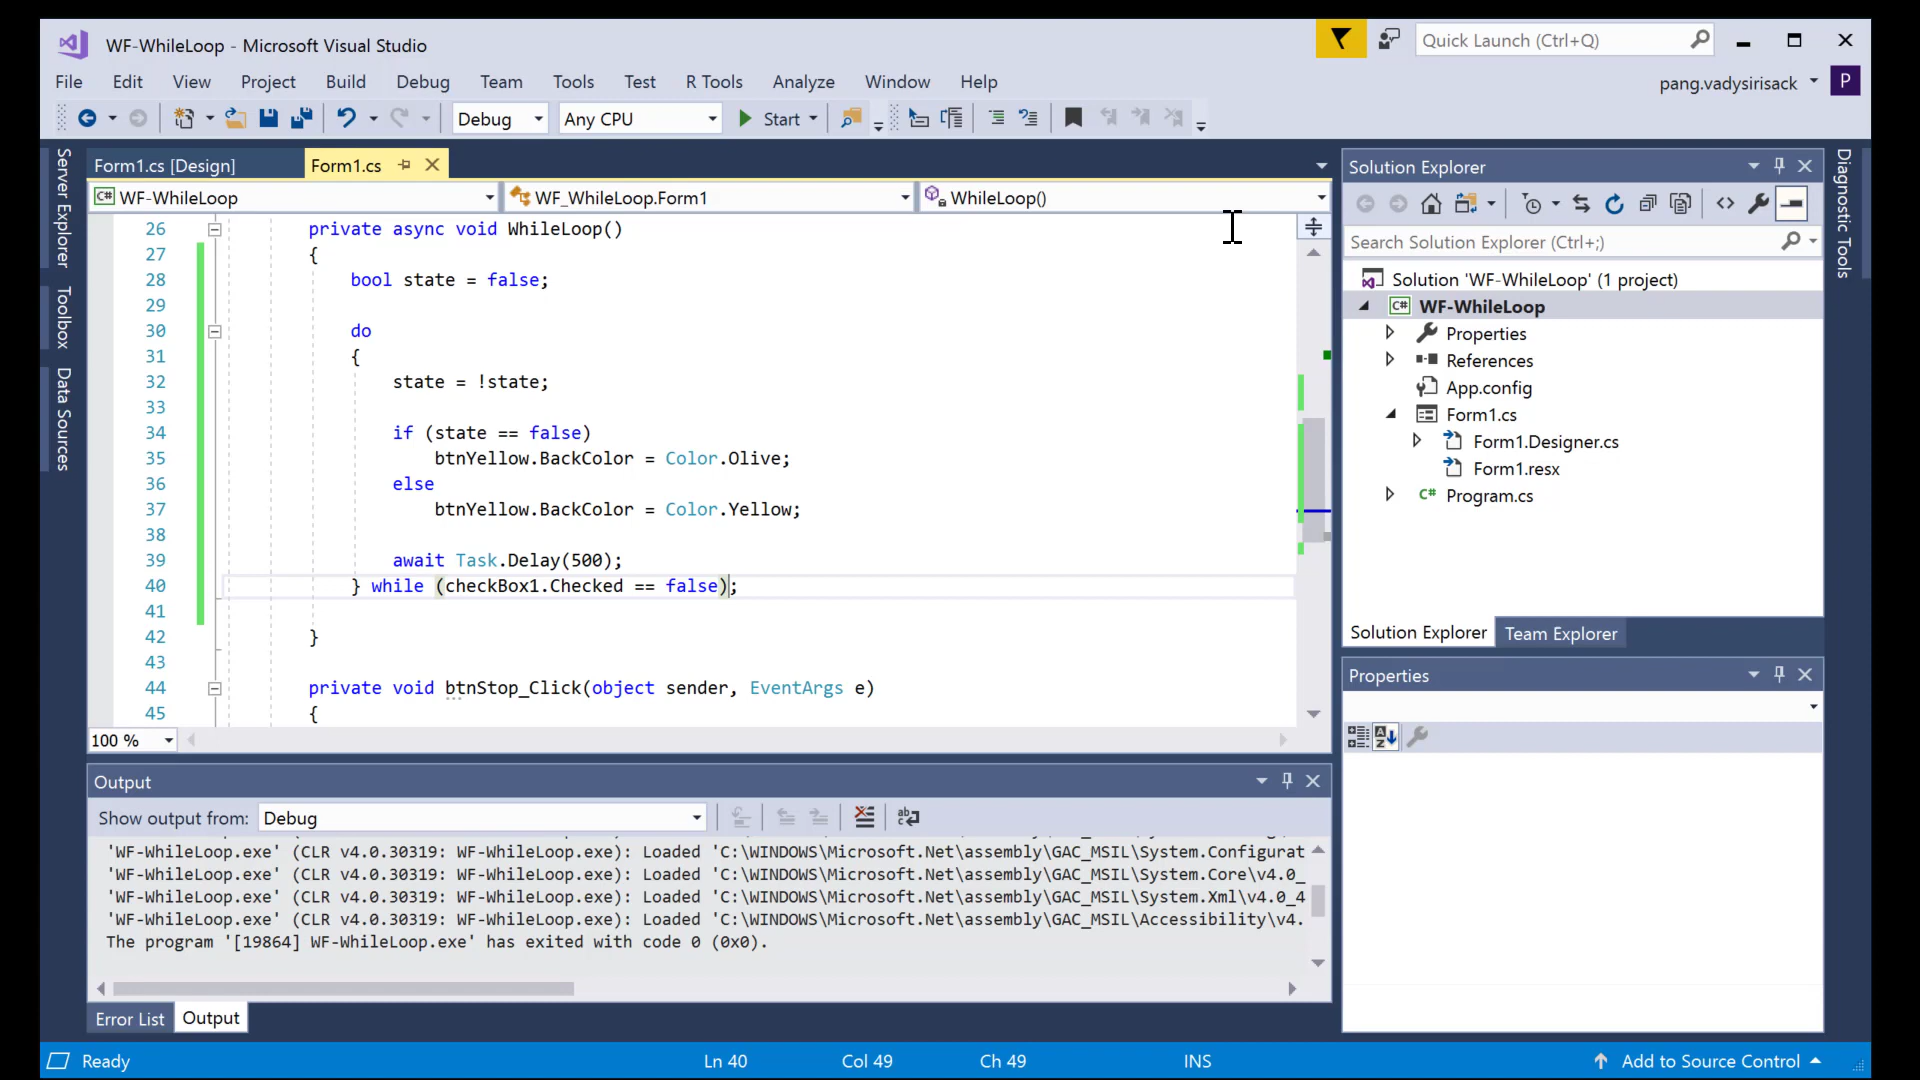 WF-WhileLoop - Microsoft Visual Studio
Quick Launch (Ctrl+Q)
File Edit View Project Build Debug Team Tools Test R Tools Analyze Window Help
pang.vadysirisack P
Debug Any CPU Start
Server Explorer
Toolbox
Data Sources
Form1.cs [Design] Form1.cs
C# WF-WhileLoop WF_WhileLoop.Form1 WhileLoop()
26 private async void WhileLoop()
27 {
28 bool state = false;
29
30 do
31 {
32 state = !state;
33
34 if (state == false)
35 btnYellow.BackColor = Color.Olive;
36 else
37 btnYellow.BackColor = Color.Yellow;
38
39 await Task.Delay(500);
40 } while (checkBox1.Checked == false);
41
42 }
43
44 private void btnStop_Click(object sender, EventArgs e)
45 {
100 %
Output
Show output from: Debug
'WF-WhileLoop.exe' (CLR v4.0.30319: WF-WhileLoop.exe): Loaded 'C:\WINDOWS\Microsoft.Net\assembly\GAC_MSIL\System.Configurat
'WF-WhileLoop.exe' (CLR v4.0.30319: WF-WhileLoop.exe): Loaded 'C:\WINDOWS\Microsoft.Net\assembly\GAC_MSIL\System.Core\v4.0_
'WF-WhileLoop.exe' (CLR v4.0.30319: WF-WhileLoop.exe): Loaded 'C:\WINDOWS\Microsoft.Net\assembly\GAC_MSIL\System.Xml\v4.0_4
'WF-WhileLoop.exe' (CLR v4.0.30319: WF-WhileLoop.exe): Loaded 'C:\WINDOWS\Microsoft.Net\assembly\GAC_MSIL\Accessibility\v4.
The program '[19864] WF-WhileLoop.exe' has exited with code 0 (0x0).
Error List Output
Solution Explorer
Search Solution Explorer (Ctrl+;)
Solution 'WF-WhileLoop' (1 project)
C# WF-WhileLoop
Properties
References
App.config
Form1.cs
Form1.Designer.cs
Form1.resx
C# Program.cs
Solution Explorer Team Explorer
Properties
Diagnostic Tools
Ready Ln 40 Col 49 Ch 49 INS Add to Source Control